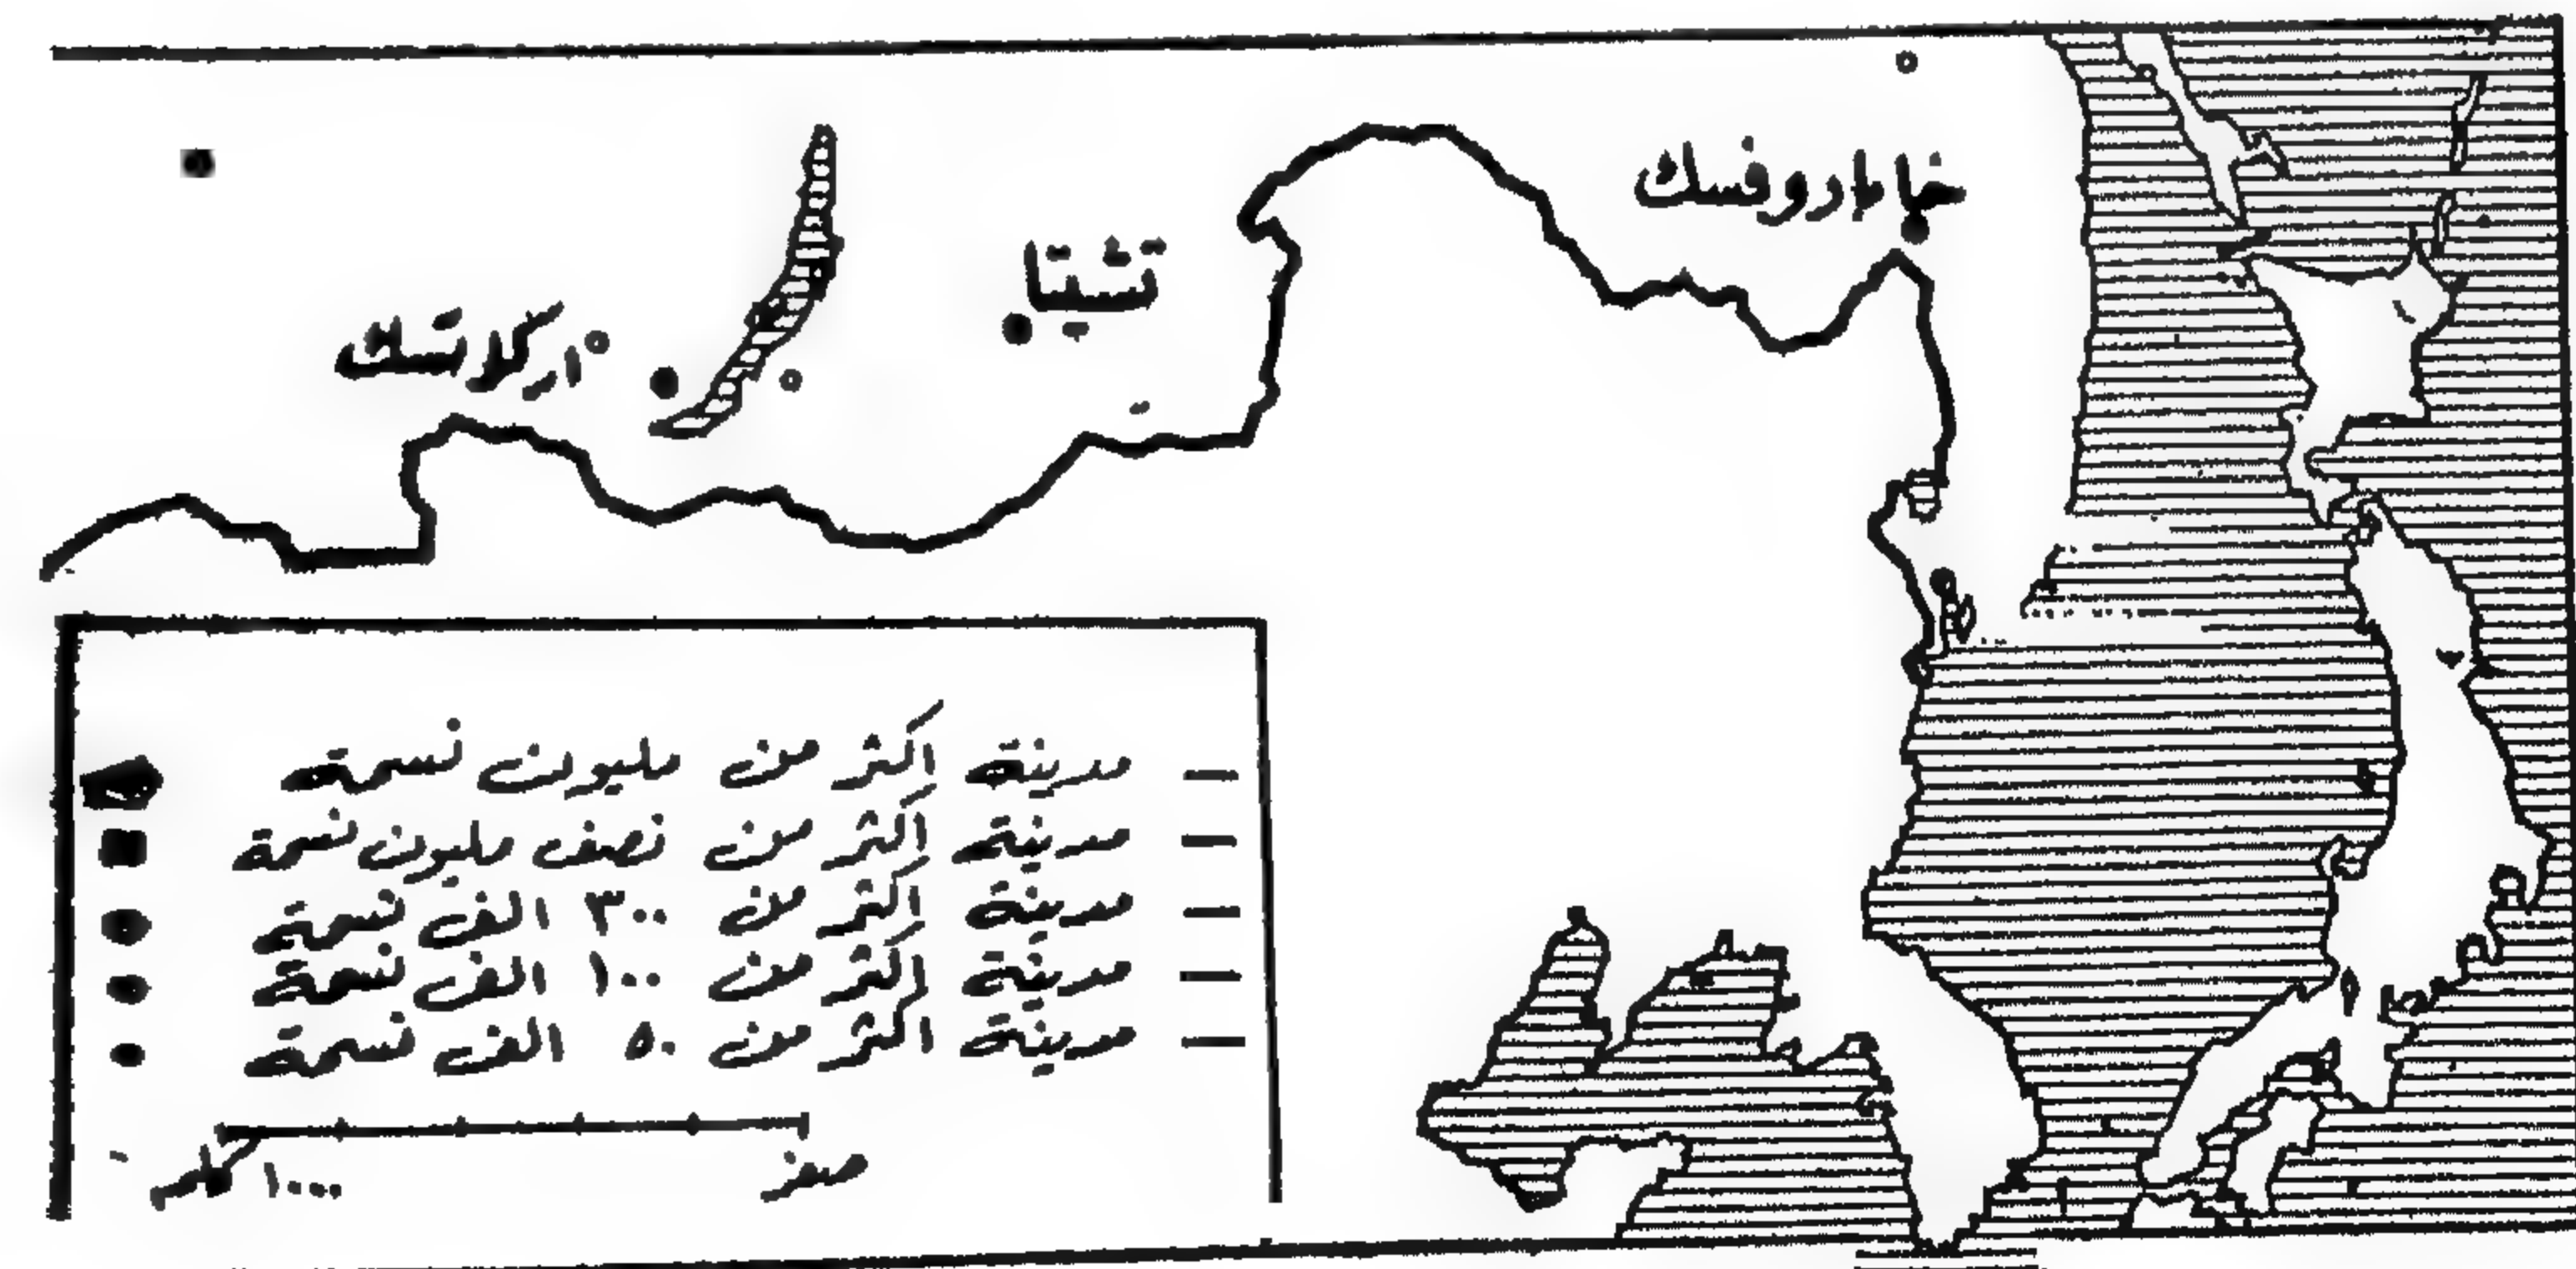 خاباروفسك
تشيتا
اركلاتسك
— مدينة اكثر من مليون نسمة
— مدينة اكثر من نصف مليون نسمة
— مدينة اكثر من ٣٠٠ الف نسمة
— مدينة اكثر من ١٠٠ الف نسمة
— مدينة اكثر من ٥٠ الف نسمة
صفر ١٠٠٠ كلم